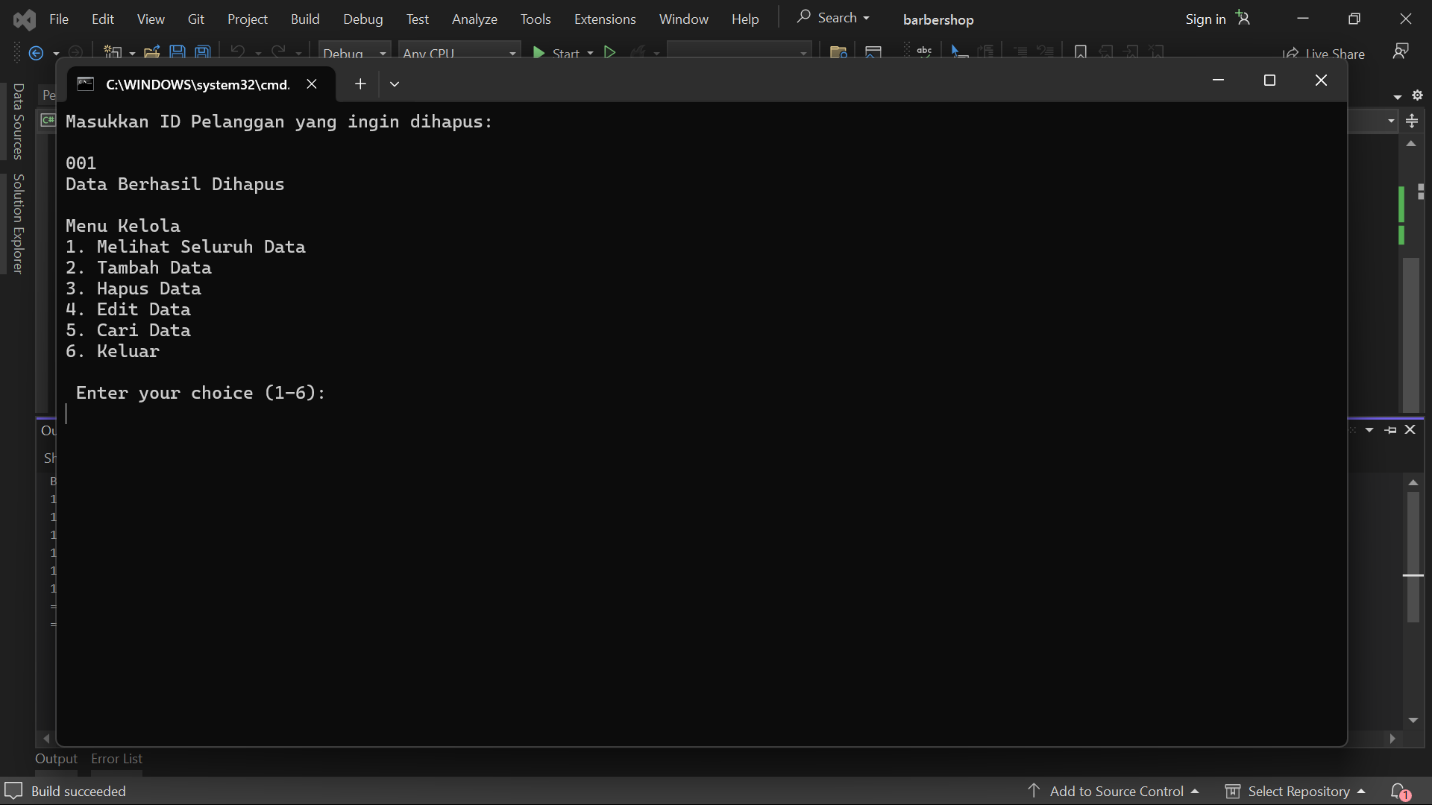 File Edit View Git Project Build Debug Test Analyze Tools Extensions Window Help Search barbershop Sign in
Debug Any CPU Start abc Live Share
C:\WINDOWS\system32\cmd.
Data Sources
Solution Explorer
C#
Masukkan ID Pelanggan yang ingin dihapus:
001
Data Berhasil Dihapus
Menu Kelola
1. Melihat Seluruh Data
2. Tambah Data
3. Hapus Data
4. Edit Data
5. Cari Data
6. Keluar
Enter your choice (1-6):
Output Error List
Build succeeded Add to Source Control Select Repository 1